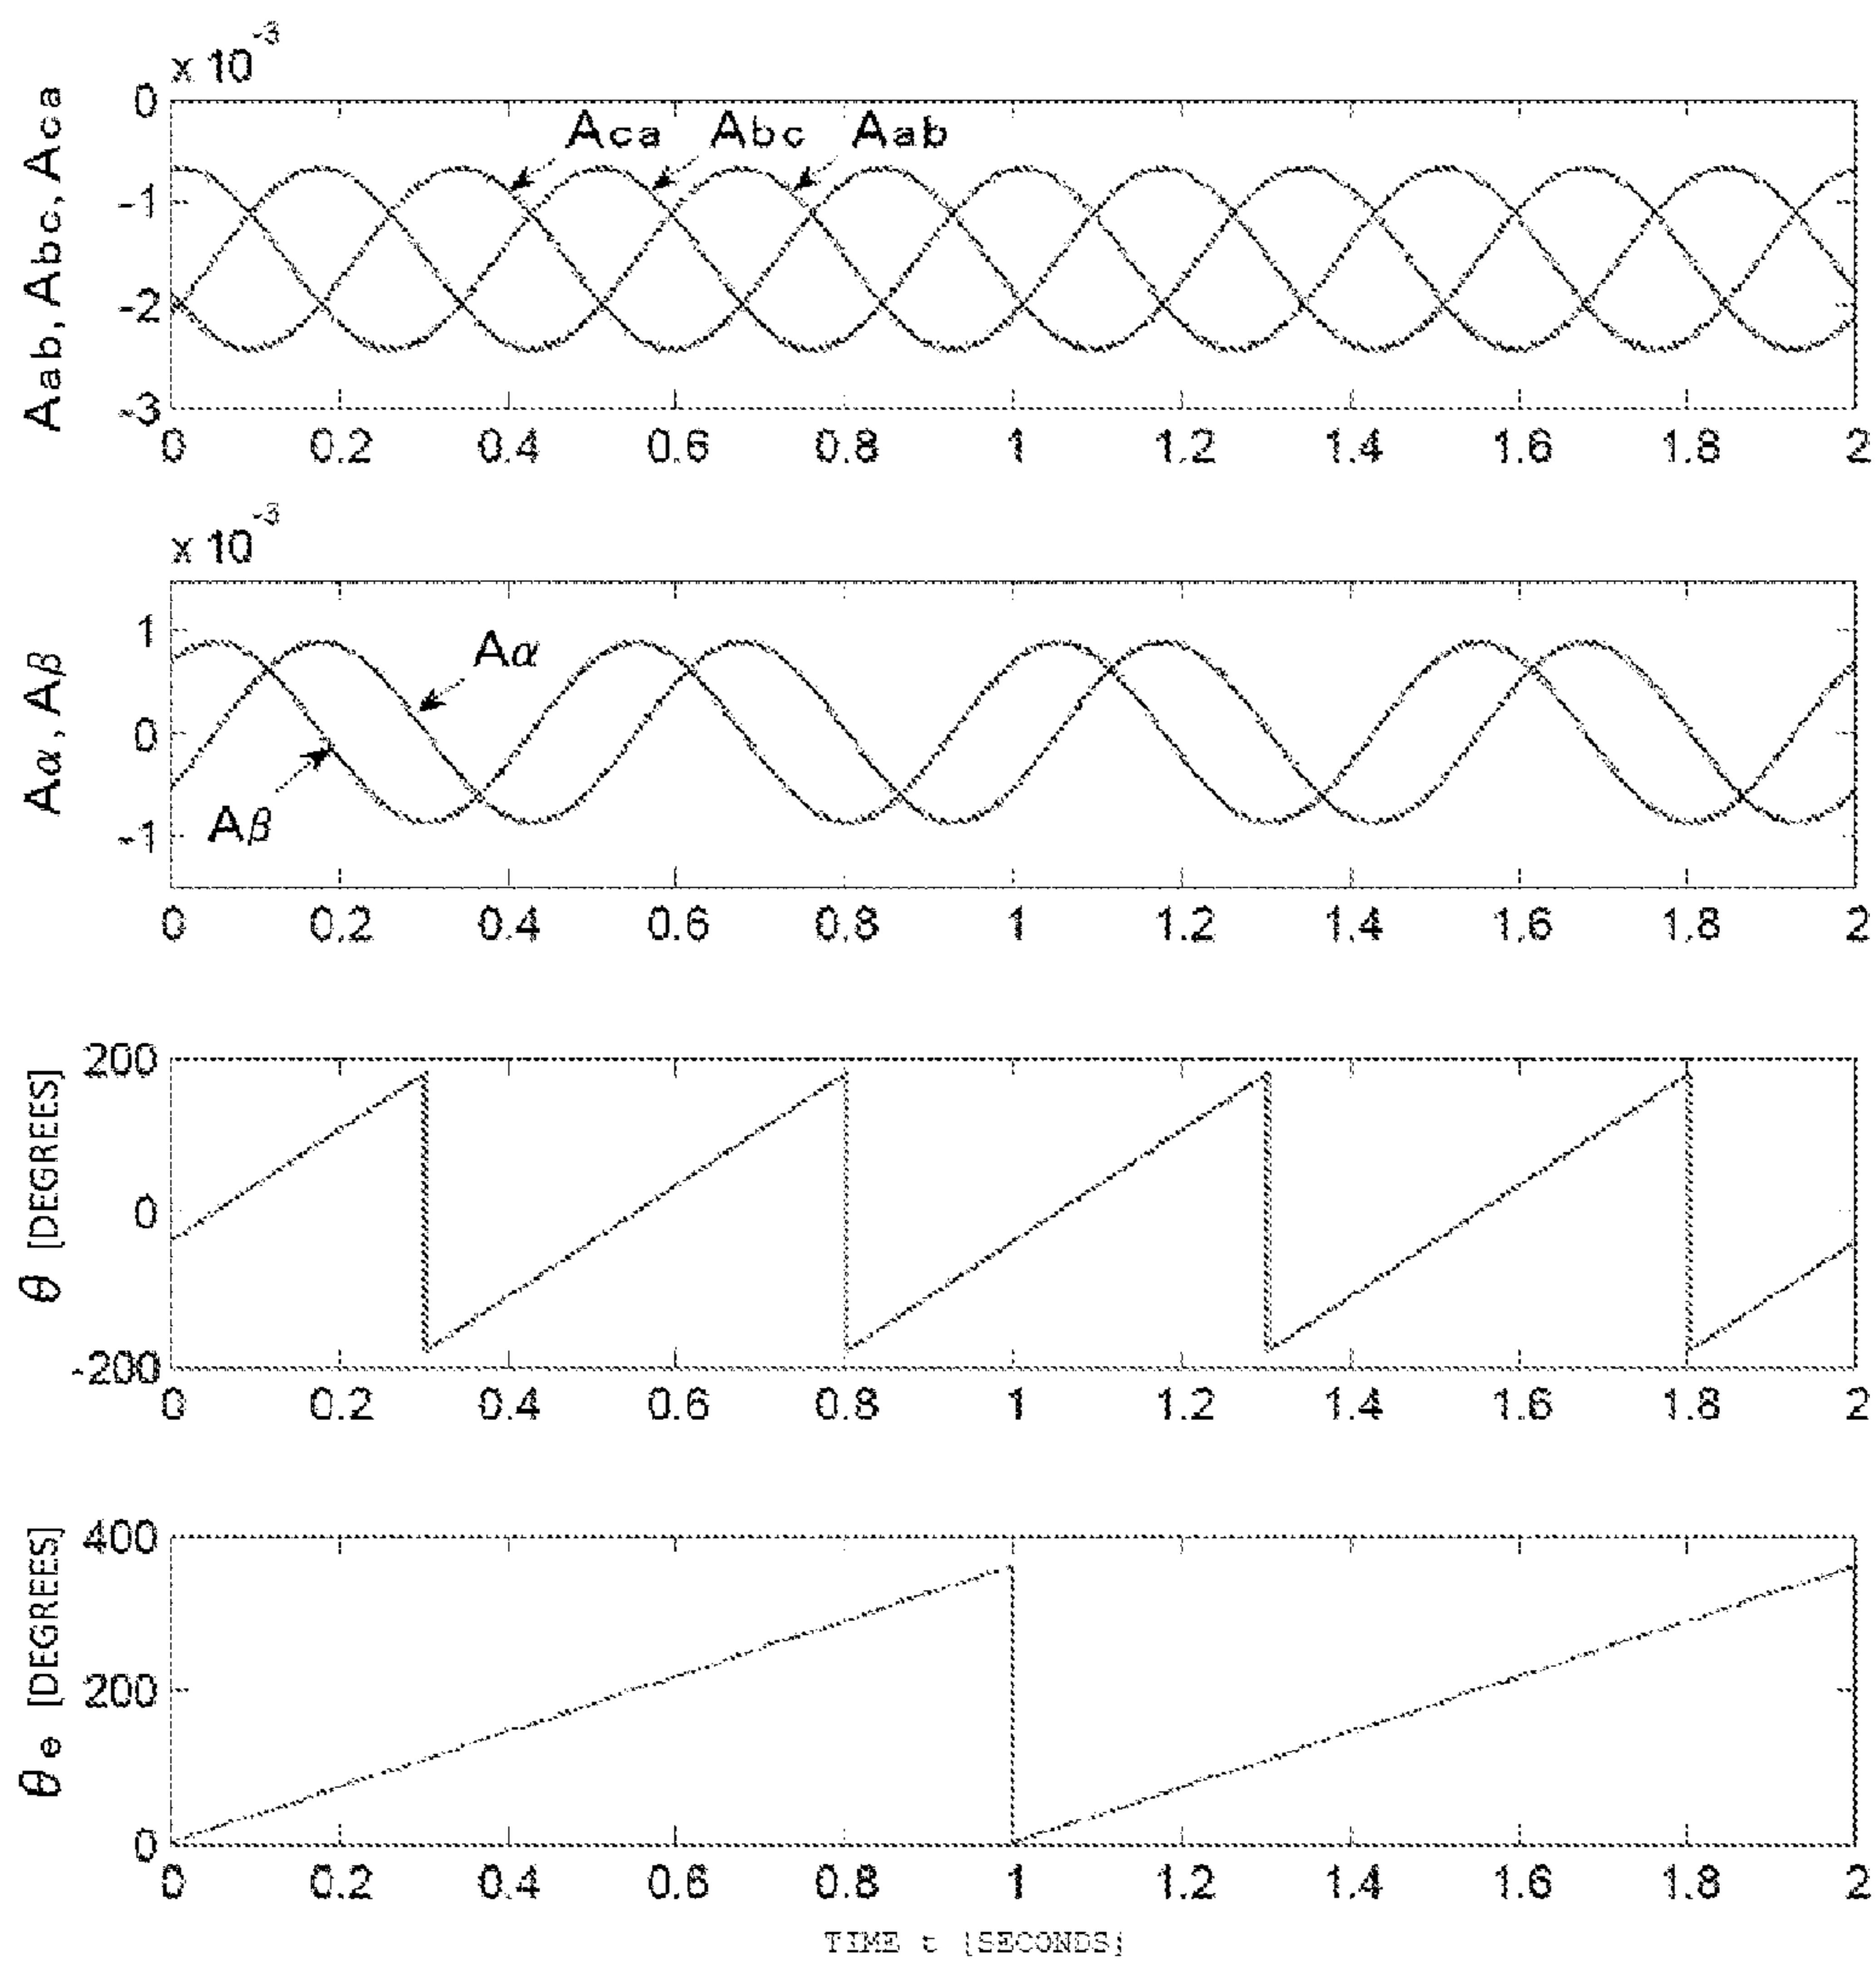 x 10-3
Aab, Abc, Aca
0
-1
-2
-3
Aca Abc Aab
0 0.2 0.4 0.6 0.8 1 1.2 1.4 1.6 1.8 2
x 10-3
Aα, Aβ
1
0
-1
Aα
Aβ
0 0.2 0.4 0.6 0.8 1 1.2 1.4 1.6 1.8 2
θ [DEGREES]
200
0
-200
0 0.2 0.4 0.6 0.8 1 1.2 1.4 1.6 1.8 2
θe [DEGREES]
400
200
0
0 0.2 0.4 0.6 0.8 1 1.2 1.4 1.6 1.8 2
TIME t [SECONDS]